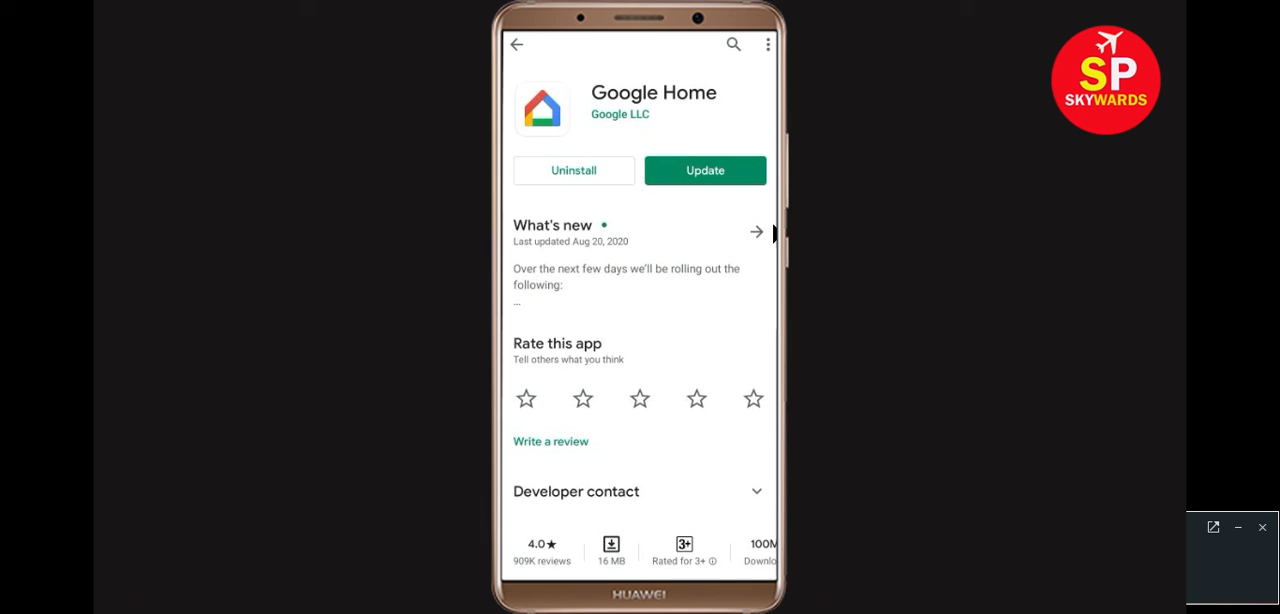 SP
SKYWARDS
Google Home
Google LLC
Uninstall
Update
What's new
Last updated Aug 20, 2020
Over the next few days we'll be rolling out the
following:
...
Rate this app
Tell others what you think
Write a review
Developer contact
4.0★
909K reviews
16 MB
3+
Rated for 3+
100M
Downlo
HUAWEI